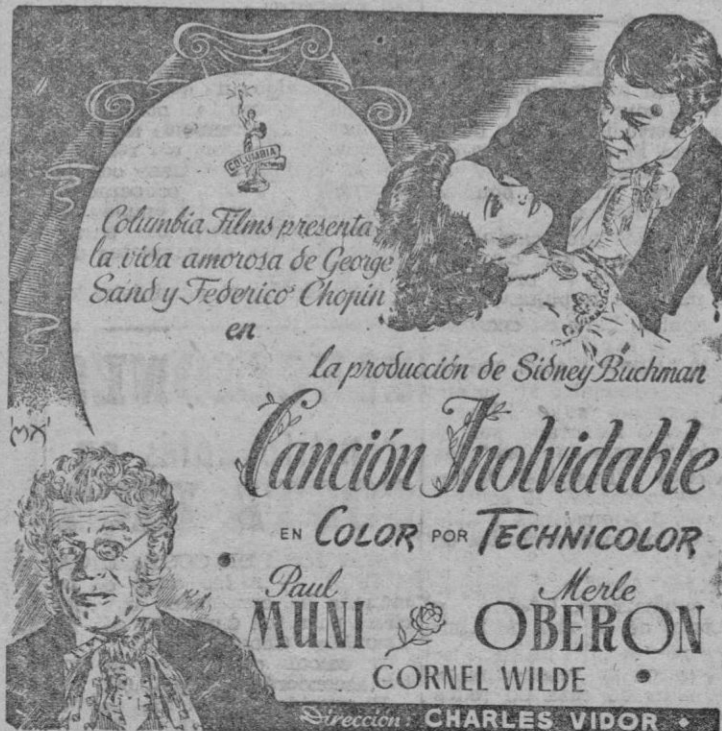 COLUMBIA
Columbia Films presenta
la vida amorosa de George
Sand y Federico Chopin
en
la producción de Sidney Buchman
Canción Inolvidable
EN COLOR POR TECHNICOLOR
Paul
MUNI
Merle
OBERON
CORNEL WILDE
Dirección: CHARLES VIDOR